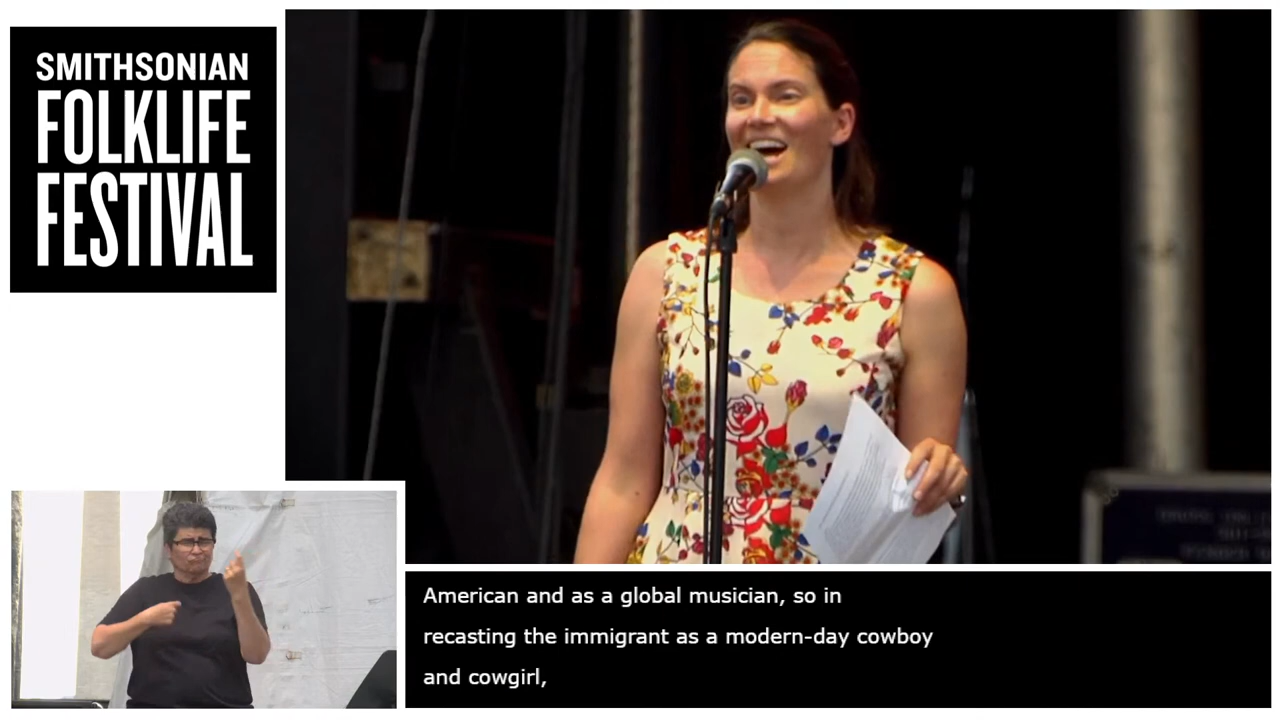 SMITHSONIAN
FOLKLIFE
FESTIVAL
American and as a global musician, so in
recasting the immigrant as a modern-day cowboy
and cowgirl,